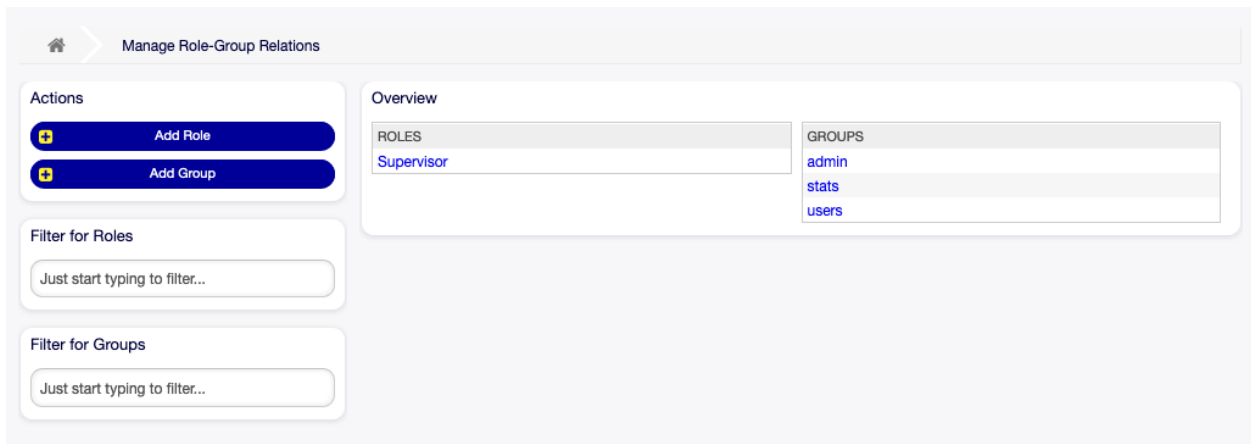 Manage Role-Group Relations
Actions
Add Role
Add Group
Filter for Roles
Just start typing to filter...
Filter for Groups
Just start typing to filter...
Overview
ROLES
Supervisor
GROUPS
admin
stats
users